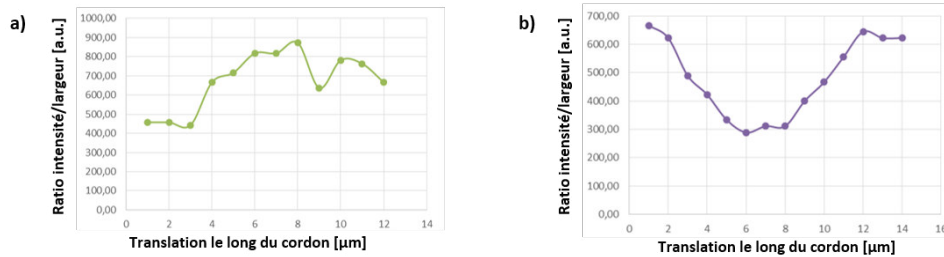 a)
Ratio intensité/largeur [a.u.]
1000,00
900,00
800,00
700,00
600,00
500,00
400,00
300,00
200,00
100,00
0,00
0 2 4 6 8 10 12 14
Translation le long du cordon [µm]
b)
Ratio intensité/largeur [a.u.]
700,00
600,00
500,00
400,00
300,00
200,00
100,00
0,00
0 2 4 6 8 10 12 14 16
Translation le long du cordon [µm]